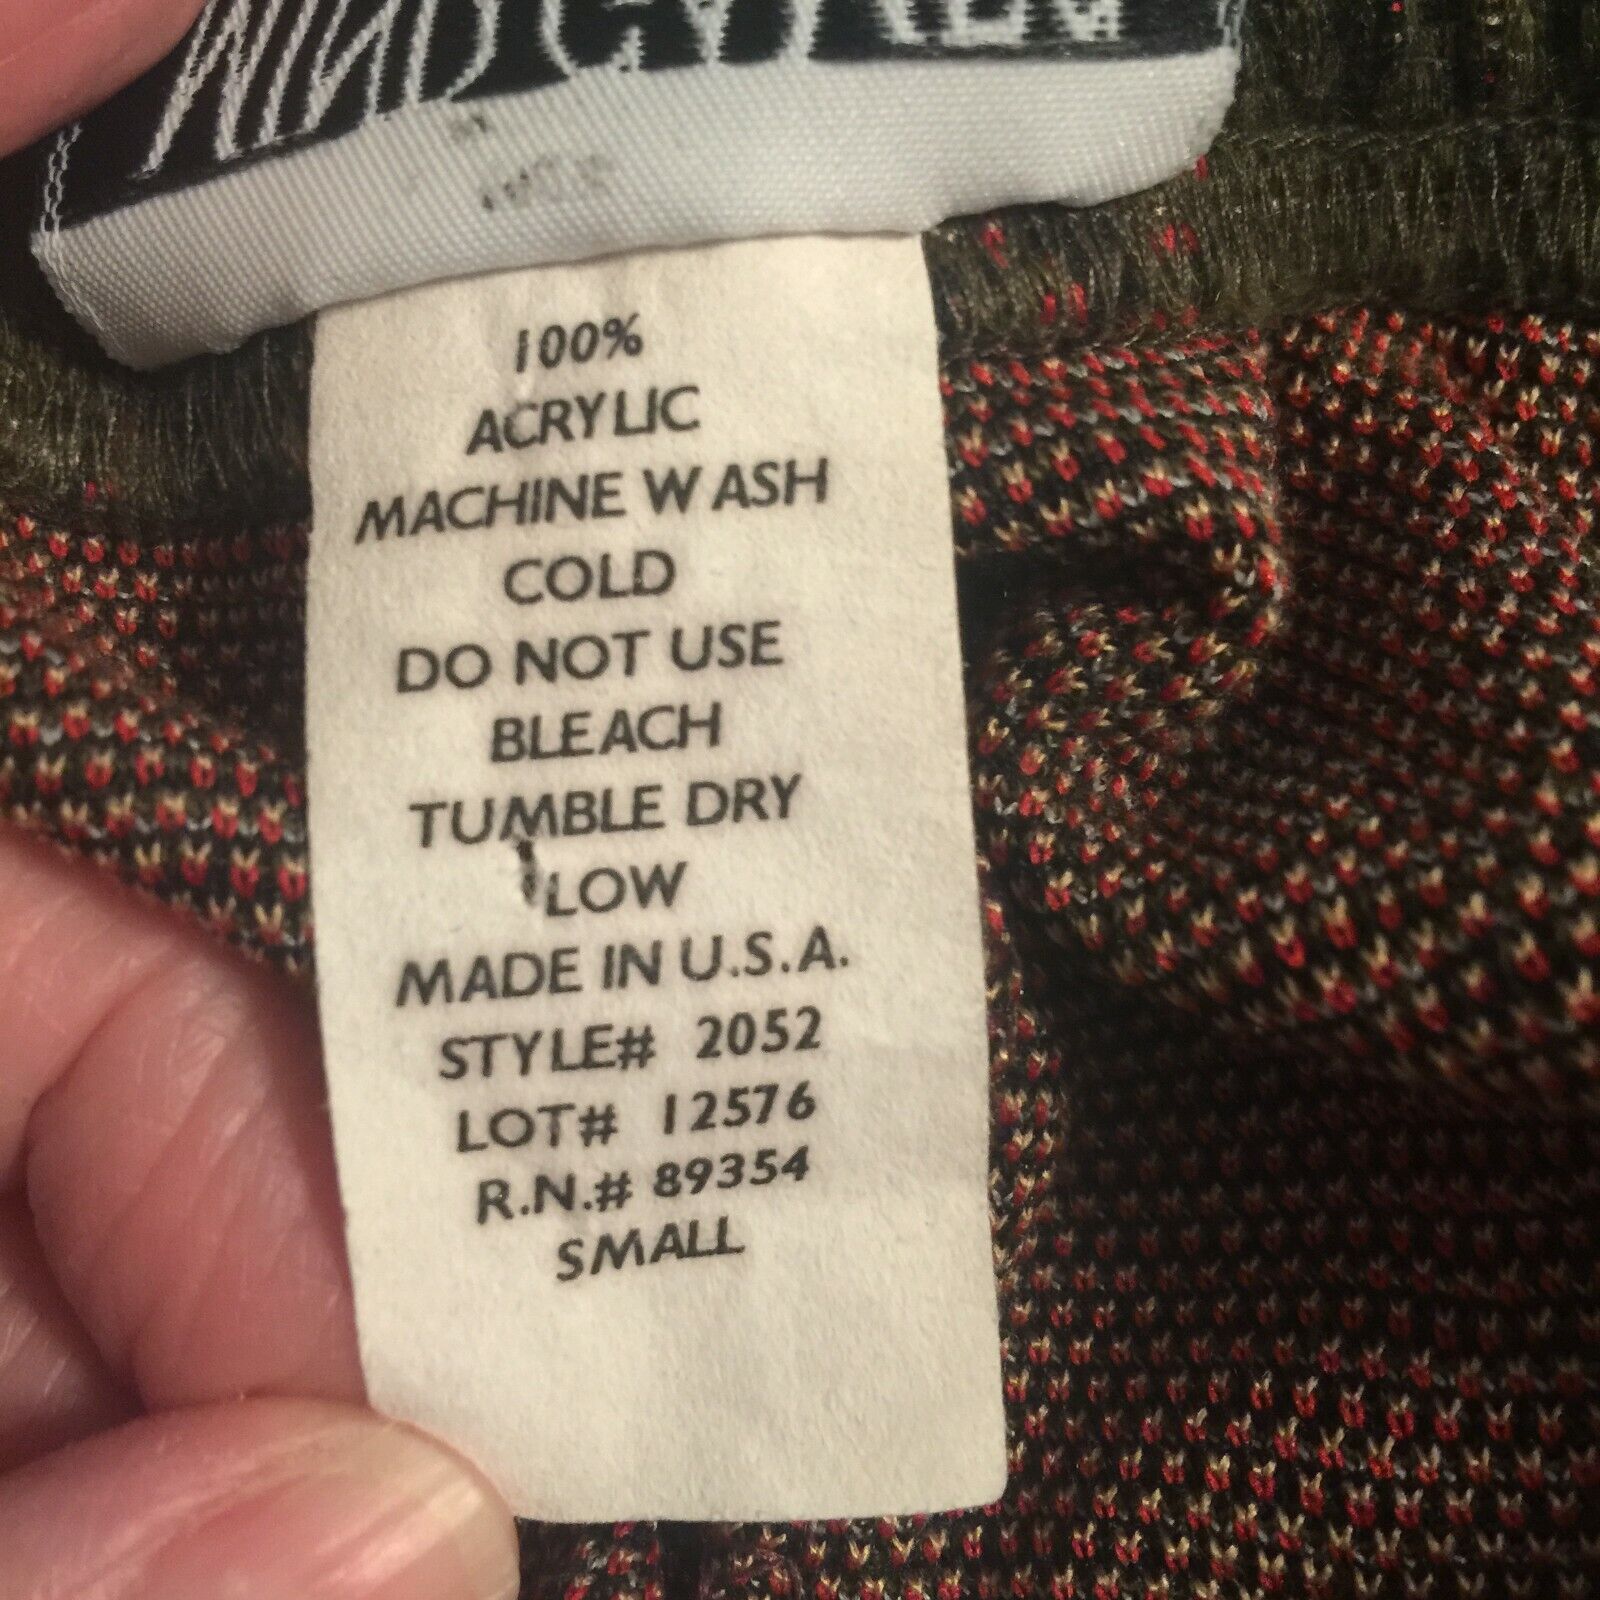 100%
ACRYLIC
MACHINE WASH
COLD
DO NOT USE
BLEACH
TUMBLE DRY
LOW
MADE IN U.S.A.
STYLE# 2052
LOT# 12576
R.N.# 89354
SMALL